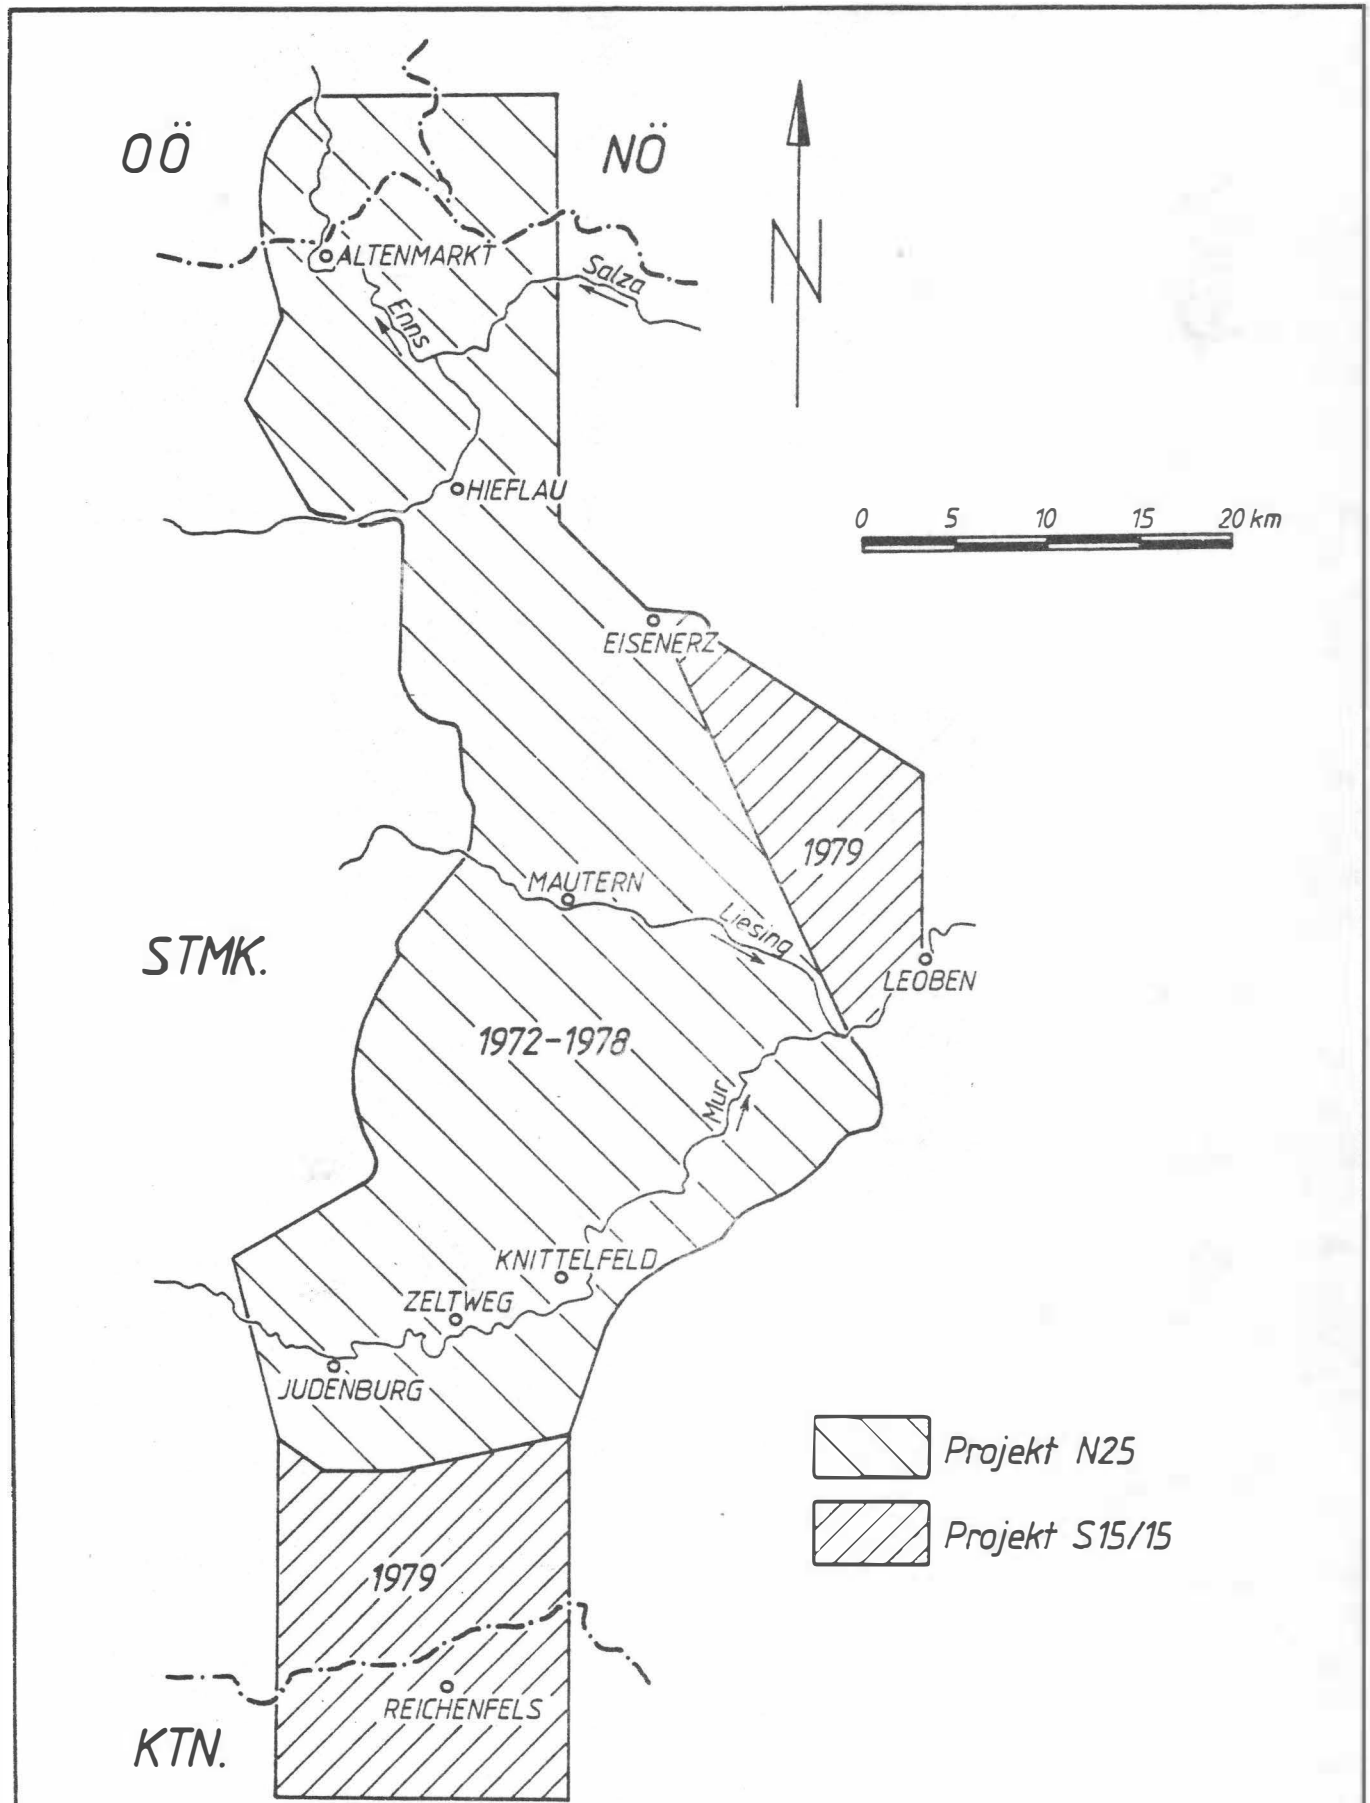 OÖ
NÖ
N
ALTENMARKT
Salza
Enns
HIEFLAU
0 5 10 15 20 km
EISENERZ
1979
MAUTERN
Liesing
STMK.
LEOBEN
1972-1978
Mur
KNITTELFELD
ZELTWEG
JUDENBURG
Projekt N25
Projekt S15/15
1979
REICHENFELS
KTN.